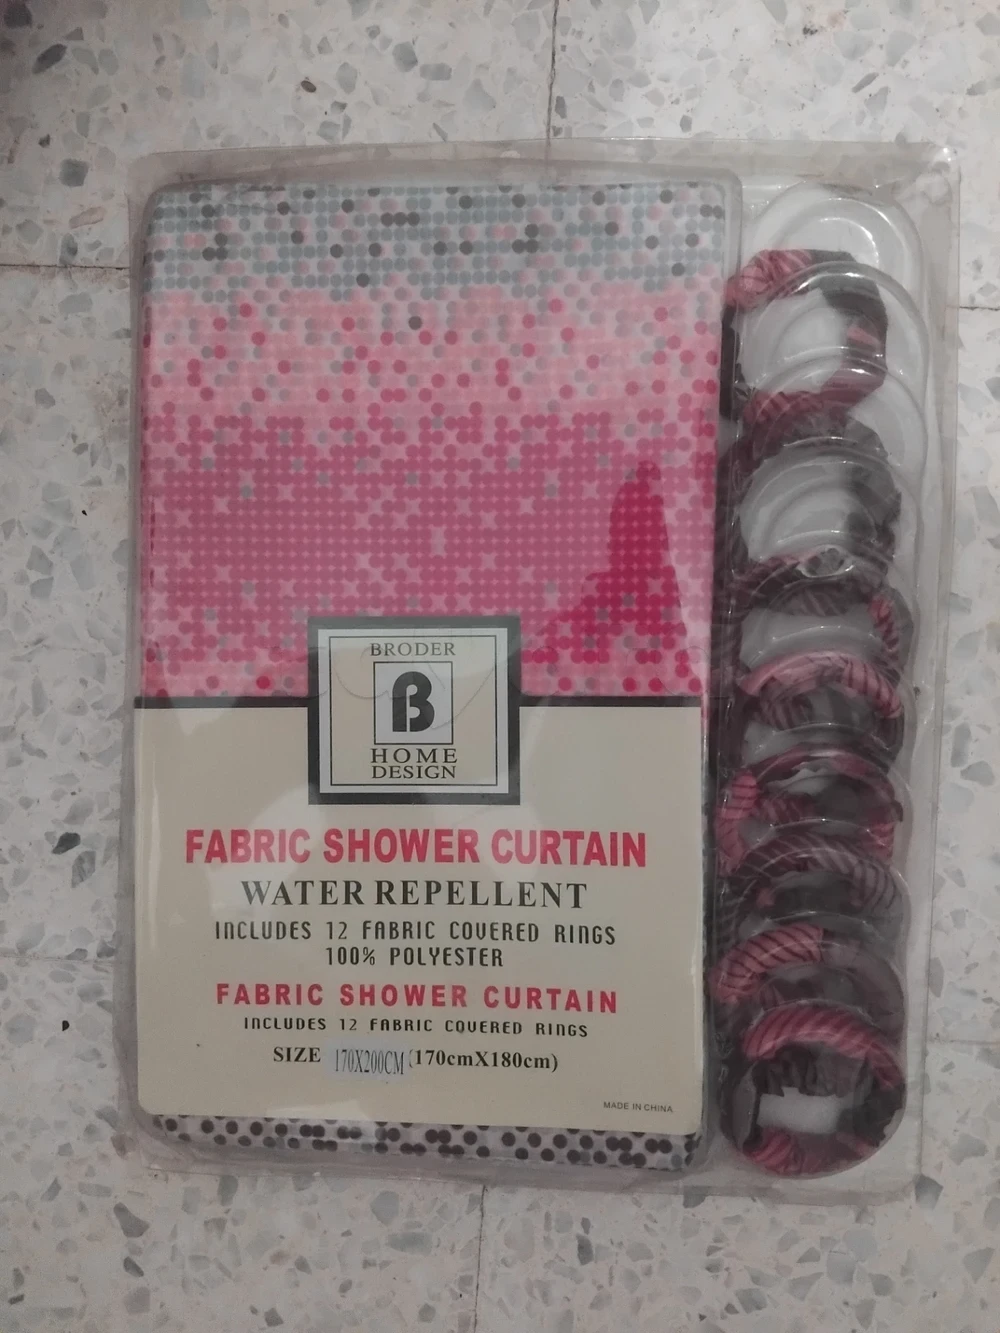 BRODER
B
HOME
DESIGN
FABRIC SHOWER CURTAIN
WATER REPELLENT
INCLUDES 12 FABRIC COVERED RINGS
100% POLYESTER
FABRIC SHOWER CURTAIN
INCLUDES 12 FABRIC COVERED RINGS
SIZE 170X200CM (170cmX180cm)
MADE IN CHINA